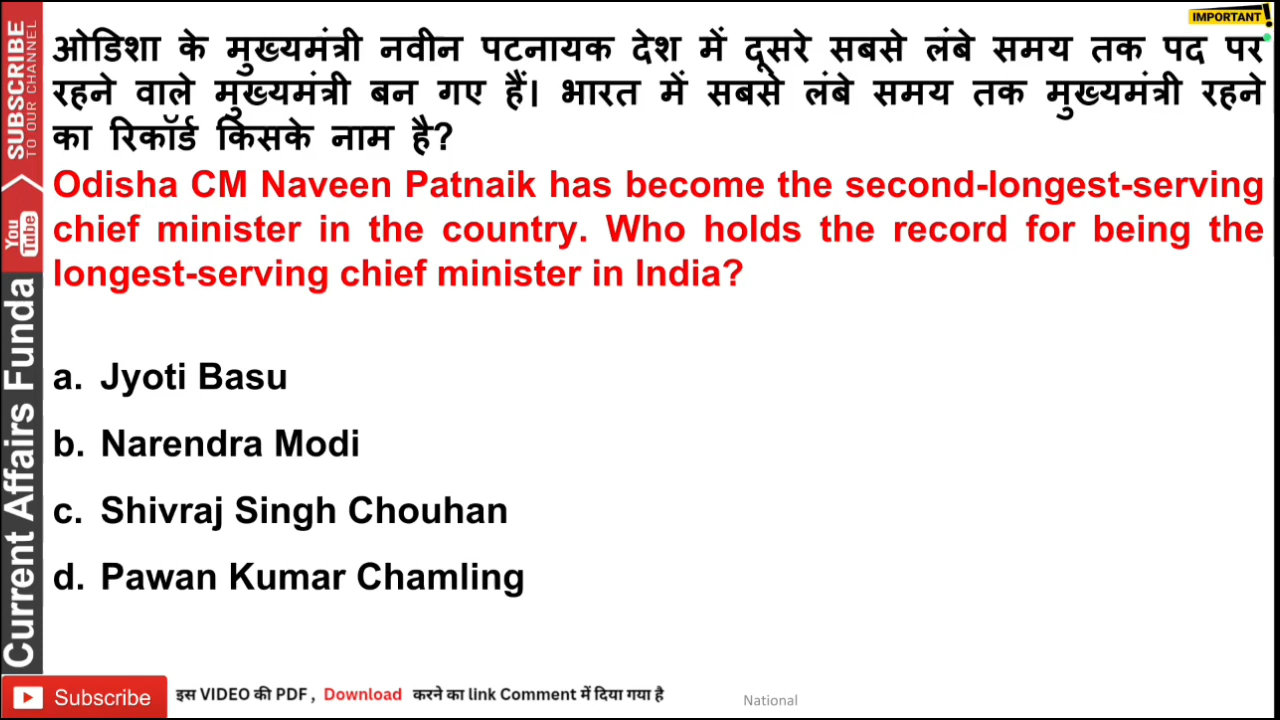 IMPORTANT
ओडिशा के मुख्यमंत्री नवीन पटनायक देश में दूसरे सबसे लंबे समय तक पद पर
रहने वाले मुख्यमंत्री बन गए हैं। भारत में सबसे लंबे समय तक मुख्यमंत्री रहने
का रिकॉर्ड किसके नाम है?
Odisha CM Naveen Patnaik has become the second-longest-serving
chief minister in the country. Who holds the record for being the
longest-serving chief minister in India?
a. Jyoti Basu
b. Narendra Modi
c. Shivraj Singh Chouhan
d. Pawan Kumar Chamling
SUBSCRIBE
TO OUR CHANNEL
You
Tube
Current Affairs Funda
Subscribe
इस VIDEO की PDF , Download करने का link Comment में दिया गया है
National